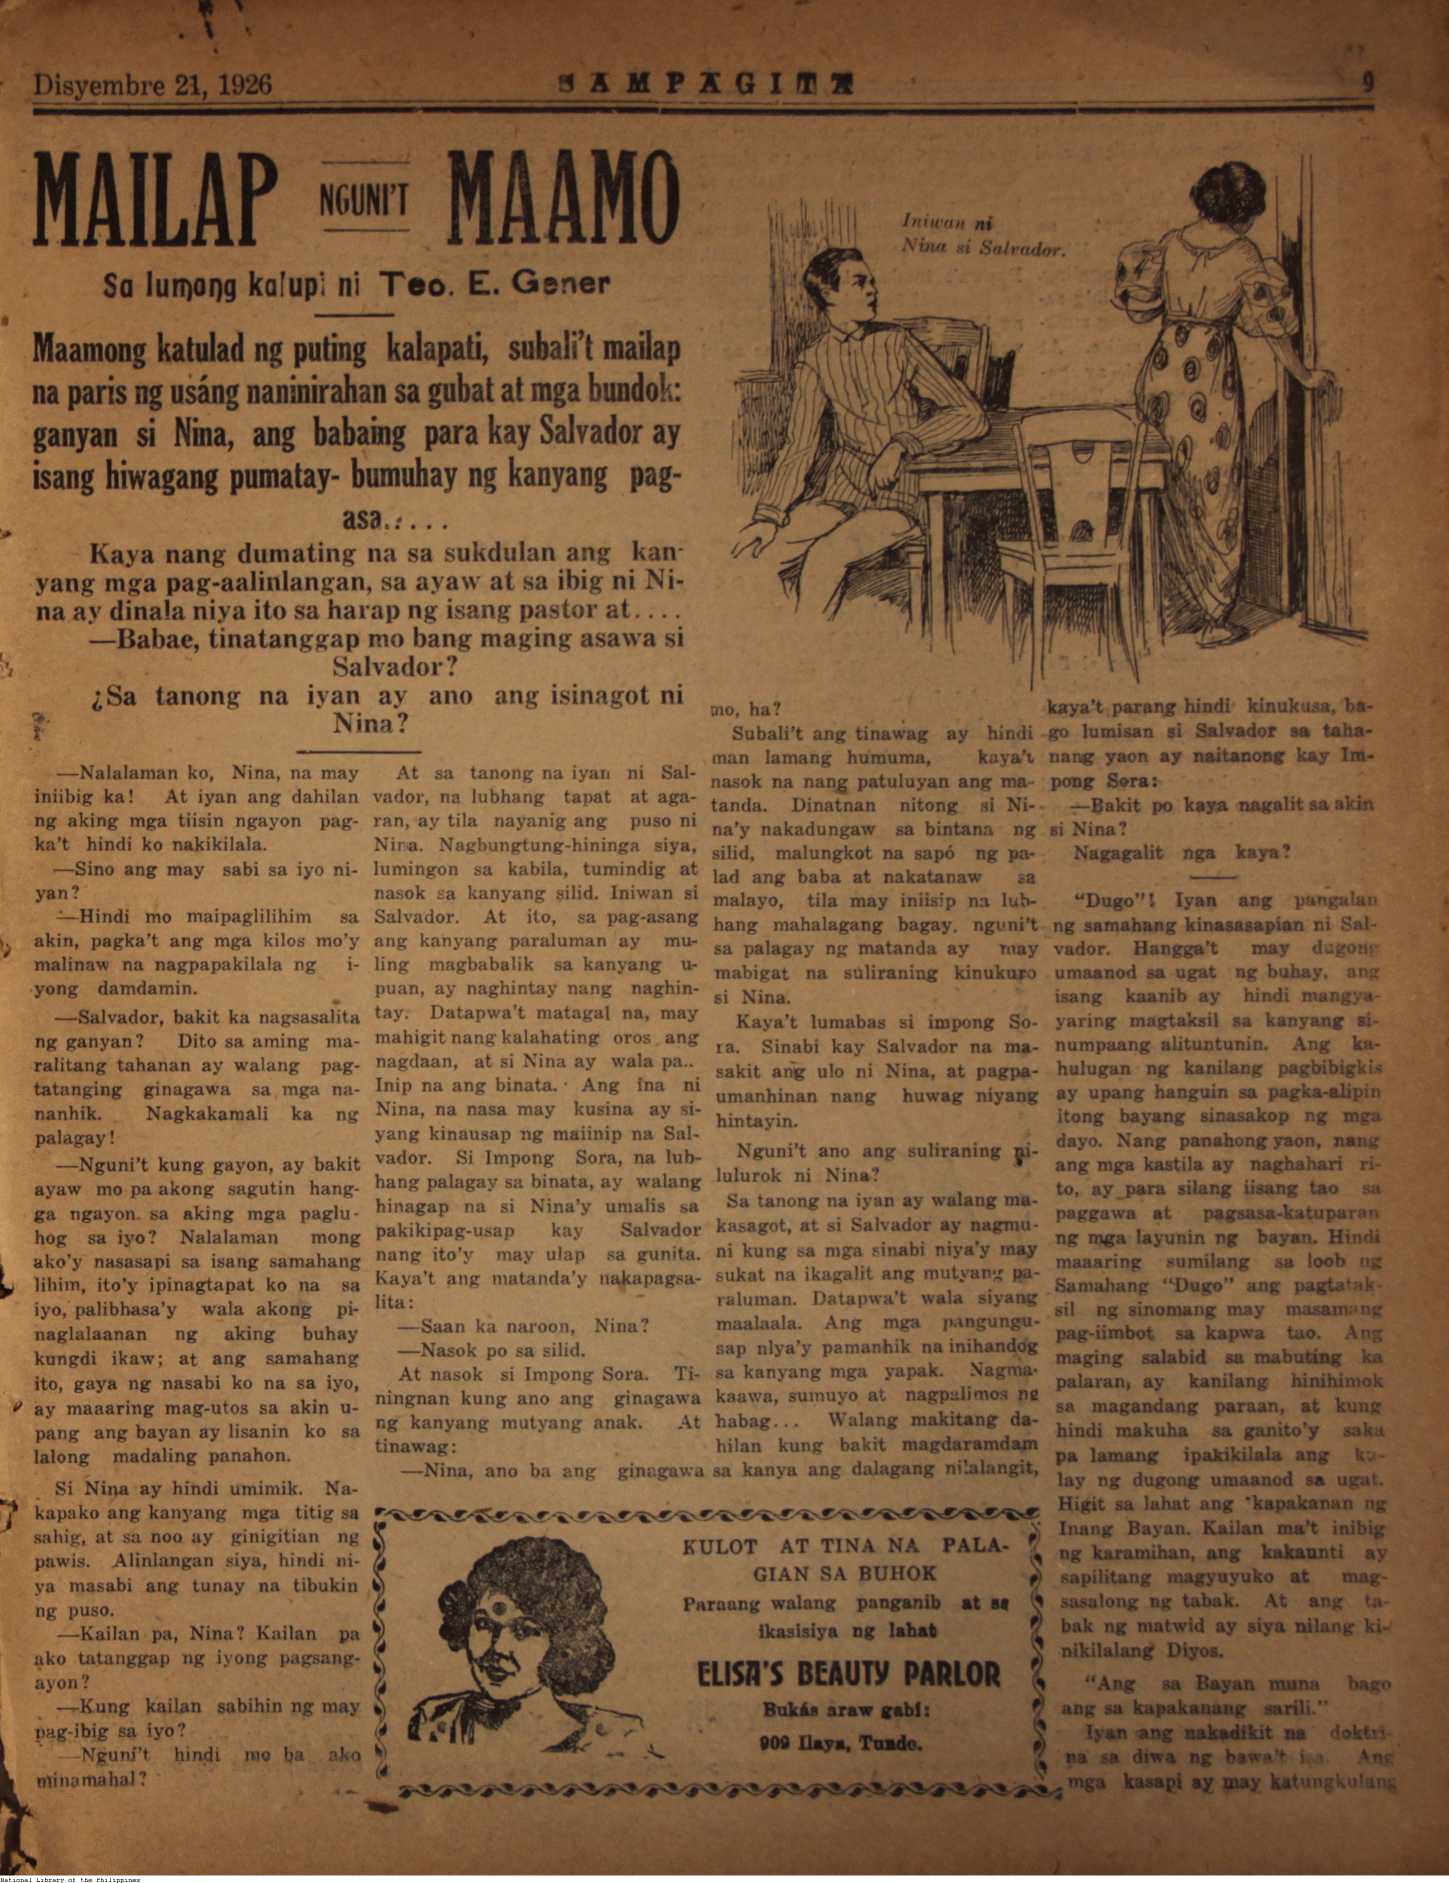 Disyembre 21, 1926
SAMPAGITA
9
MAILAP NGUNI'T MAAMO
Sa lumang kalupi ni Teo. E. Gener
Maamong katulad ng puting kalapati, subali't mailap
na paris ng usáng naninirahan sa gubat at mga bundok:
ganyan si Nina, ang babaing para kay Salvador ay
isang hiwagang pumatay- bumuhay ng kanyang pag-
asa.:...
Kaya nang dumating na sa sukdulan ang kan-
yang mga pag-aalinlangan, sa ayaw at sa ibig ni Ni-
na ay dinala niya ito sa harap ng isang pastor at....
—Babae, tinatanggap mo bang maging asawa si
Salvador?
¿Sa tanong na iyan ay ano ang isinagot ni
Nina?
Iniwan ni
Nina si Salvador.
—Nalalaman ko, Nina, na may
iniibig ka! At iyan ang dahilan
ng aking mga tiisin ngayon pag-
ka't hindi ko nakikilala.
—Sino ang may sabi sa iyo ni-
yan?
—Hindi mo maipaglilihim sa
akin, pagka't ang mga kilos mo'y
malinaw na nagpapakilala ng i-
yong damdamin.
—Salvador, bakit ka nagsasalita
ng ganyan? Dito sa aming ma-
ralitang tahanan ay walang pag-
tatanging ginagawa sa mga na-
nanhik. Nagkakamali ka ng
palagay!
—Nguni't kung gayon, ay bakit
ayaw mo pa akong sagutin hang-
ga ngayon. sa aking mga paglu-
hog sa iyo? Nalalaman mong
ako'y nasasapi sa isang samahang
lihim, ito'y ipinagtapat ko na sa
iyo, palibhasa'y wala akong pi-
naglalaanan ng aking buhay
kungdi ikaw; at ang samahang
ito, gaya ng nasabi ko na sa iyo,
ay maaaring mag-utos sa akin u-
pang ang bayan ay lisanin ko sa
lalong madaling panahon.
Si Nina ay hindi umimik. Na-
kapako ang kanyang mga titig sa
sahig, at sa noo ay ginigitian ng
pawis. Alinlangan siya, hindi ni-
ya masabi ang tunay na tibukin
ng puso.
—Kailan pa, Nina? Kailan pa
ako tatanggap ng iyong pagsang-
ayon?
—Kung kailan sabihin ng may
pag-ibig sa iyo?
—Nguni't hindi mo ba ako
minamahal?
At sa tanong na iyan ni Sal-
vador, na lubhang tapat at aga-
ran, ay tila nayanig ang puso ni
Nina. Nagbungtung-hininga siya,
lumingon sa kabila, tumindig at
nasok sa kanyang silid. Iniwan si
Salvador. At ito, sa pag-asang
ang kanyang paraluman ay mu-
ling magbabalik sa kanyang u-
puan, ay naghintay nang naghin-
tay. Datapwa't matagal na, may
mahigit nang kalahating oros ang
nagdaan, at si Nina ay wala pa..
Inip na ang binata. Ang ina ni
Nina, na nasa may kusina ay si-
yang kinausap ng maiinip na Sal-
vador. Si Impong Sora, na lub-
hang palagay sa binata, ay walang
hinagap na si Nina'y umalis sa
pakikipag-usap kay Salvador
nang ito'y may ulap sa gunita.
Kaya't ang matanda'y nakapagsa-
lita:
—Saan ka naroon, Nina?
—Nasok po sa silid.
At nasok si Impong Sora. Ti-
ningnan kung ano ang ginagawa
ng kanyang mutyang anak. At
tinawag:
—Nina, ano ba ang ginagawa
mo, ha?
Subali't ang tinawag ay hindi
man lamang humuma, kaya't
nasok na nang patuluyan ang ma-
tanda. Dinatnan nitong si Ni-
na'y nakadungaw sa bintana ng
silid, malungkot na sapó ng pa-
lad ang baba at nakatanaw sa
malayo, tila may iniisip na lub-
hang mahalagang bagay, nguni't
sa palagay ng matanda ay may
mabigat na suliraning kinukuro
si Nina.
Kaya't lumabas si impong So-
ra. Sinabi kay Salvador na ma-
sakit ang ulo ni Nina, at pagpa-
umanhinan nang huwag niyang
hintayin.
Nguni't ano ang suliraning ni-
lulurok ni Nina?
Sa tanong na iyan ay walang ma-
kasagot, at si Salvador ay nagmu-
ni kung sa mga sinabi niya'y may
sukat na ikagalit ang mutyang pa-
raluman. Datapwa't wala siyang
maalaala. Ang mga pangungu-
sap niya'y pamanhik na inihandog
sa kanyang mga yapak. Nagma-
kaawa, sumuyo at nagpalimos ng
habag... Walang makitang da-
hilan kung bakit magdaramdam
sa kanya ang dalagang nilalangit,
kaya't parang hindi kinukusa, ba-
go lumisan si Salvador sa taha-
nang yaon ay naitanong kay Im-
pong Sora:
—Bakit po kaya nagalit sa akin
si Nina?
Nagagalit nga kaya?
"Dugo"! Iyan ang pangalan
ng samahang kinasasapian ni Sal-
vador. Hangga't may dugong
umaanod sa ugat ng buhay, ang
isang kaanib ay hindi mangya-
yaring magtaksil sa kanyang si-
numpaang alituntunin. Ang ka-
hulugan ng kanilang pagbibigkis
ay upang hanguin sa pagka-alipin
itong bayang sinasakop ng mga
dayo. Nang panahong yaon, nang
ang mga kastila ay naghahari ri-
to, ay para silang iisang tao sa
paggawa at pagsasa-katuparan
ng mga layunin ng bayan. Hindi
maaaring sumilang sa loob ng
Samahang "Dugo" ang pagtatak-
sil ng sinomang may masamang
pag-iimbot sa kapwa tao. Ang
maging salabid sa mabuting ka
palaran, ay kanilang hinihimok
sa magandang paraan, at kung
hindi makuha sa ganito'y saka
pa lamang ipakikilala ang ku-
lay ng dugong umaanod sa ugat.
Higit sa lahat ang kapakanan ng
Inang Bayan. Kailan ma't inibig
ng karamihan, ang kakaunti ay
sapilitang magyuyuko at mag-
sasalong ng tabak. At ang ta-
bak ng matwid ay siya nilang ki-
nikilalang Diyos.
"Ang sa Bayan muna bago
ang sa kapakanang sarili."
Iyan ang nakadikit na doktri-
na sa diwa ng bawa't isa. Ang
mga kasapi ay may katungkulang
KULOT AT TINA NA PALA-
GIAN SA BUHOK
Paraang walang panganib at sa
ikasisiya ng lahat
ELISA'S BEAUTY PARLOR
Bukás araw gabí:
909 Ilaya, Tundo.
National Library of the Philippines